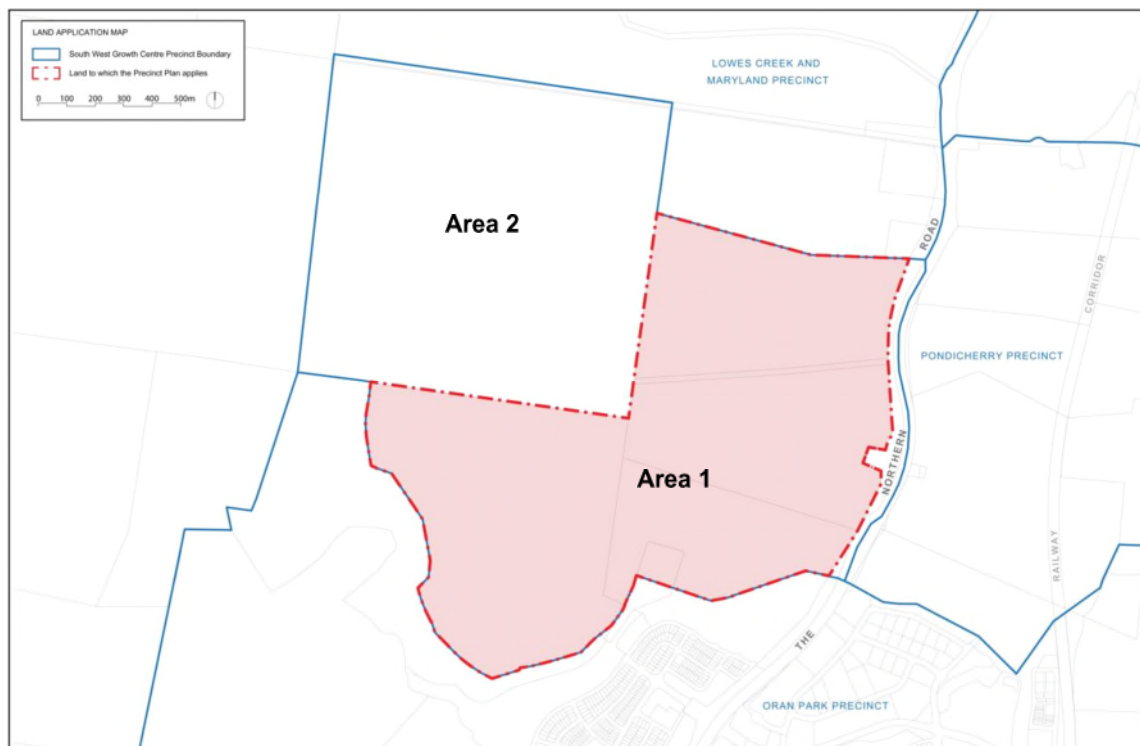 LAND APPLICATION MAP
South West Growth Centre Precinct Boundary
Land to which the Precinct Plan applies
0 100 200 300 400 500m
LOWES CREEK AND
MARYLAND PRECINCT
Area 2
ROAD
CORRIDOR
PONDICHERRY PRECINCT
NORTHERN
Area 1
RAILWAY
THE
ORAN PARK PRECINCT